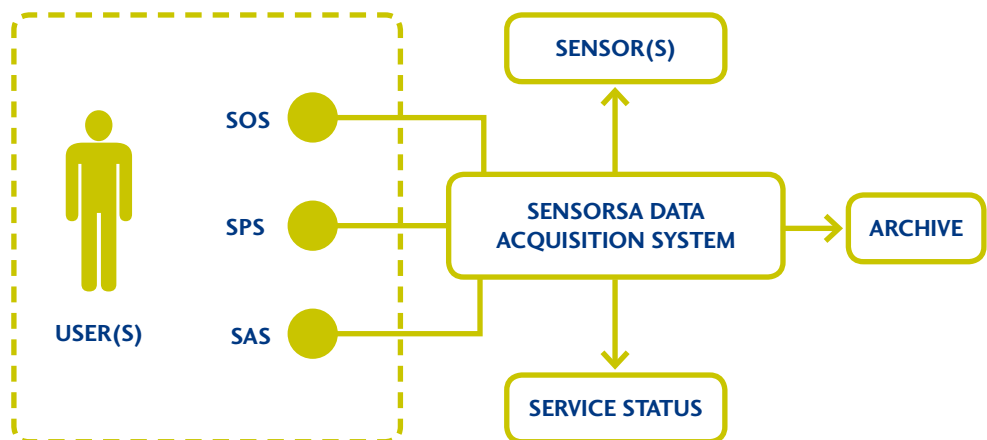 SENSOR(S)
SOS
SPS
SENSORSA DATA
ACQUISITION SYSTEM
ARCHIVE
USER(S)
SAS
SERVICE STATUS